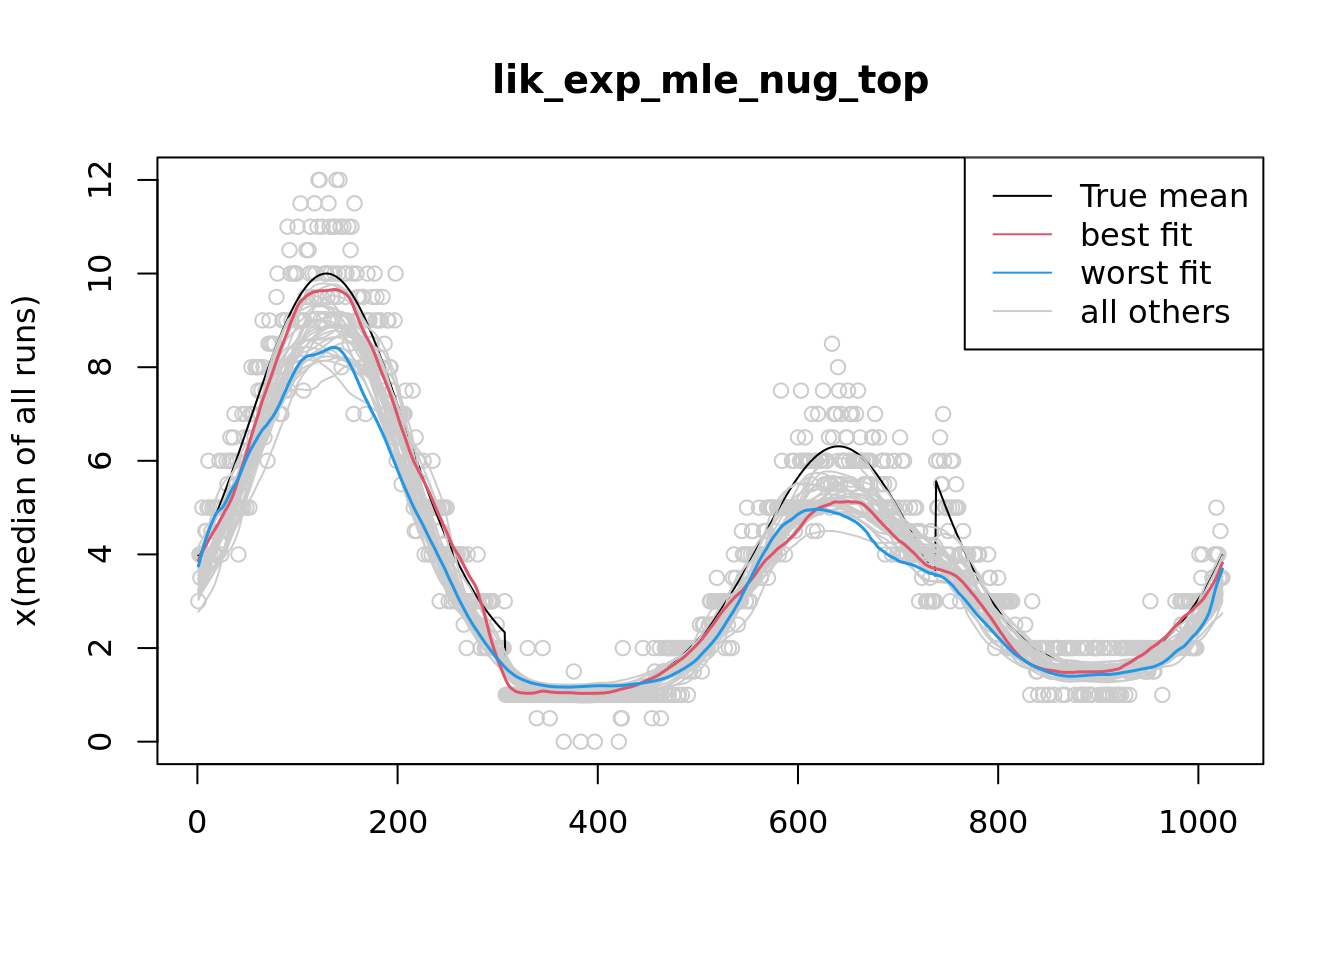 lik_exp_mle_nug_top
x(median of all runs)
12
10
8
6
4
2
0
True mean
best fit
worst fit
all others
0 200 400 600 800 1000